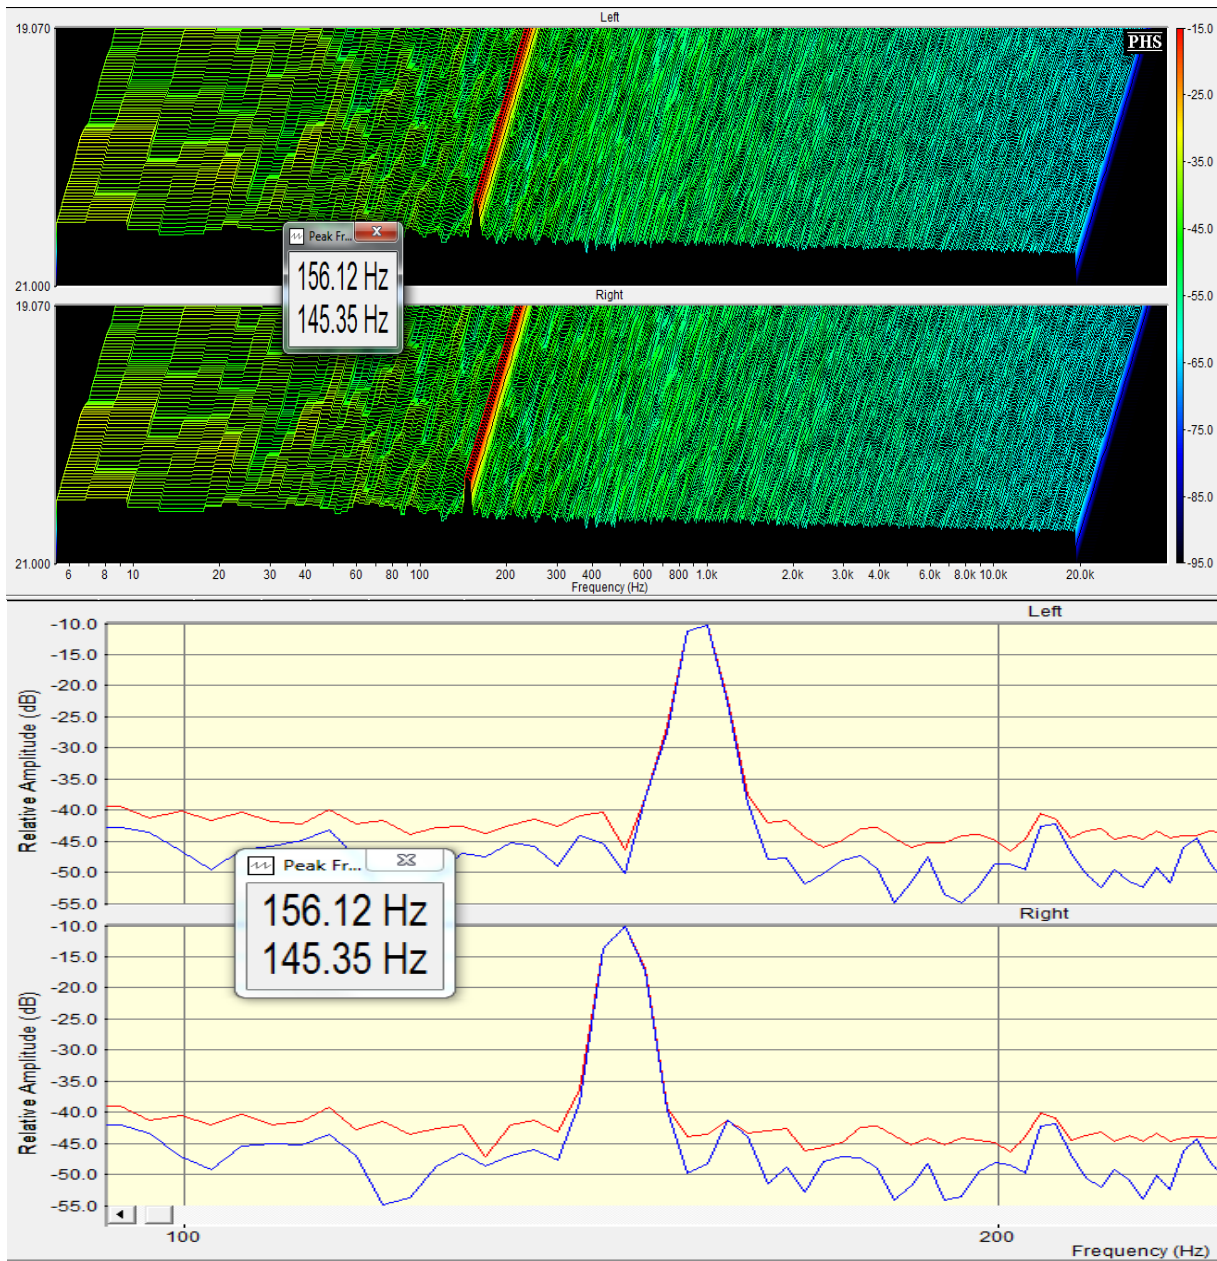 Left
19.070
PHS
-15.0
-25.0
-35.0
-45.0
-55.0
-65.0
-75.0
-85.0
-95.0
Peak Fr...
156.12 Hz
145.35 Hz
21.000
Right
19.070
21.000
6 8 10 20 30 40 60 80 100 200 300 400 600 800 1.0k 2.0k 3.0k 4.0k 6.0k 8.0k 10.0k 20.0k
Frequency (Hz)
Left
Relative Amplitude (dB)
-10.0
-15.0
-20.0
-25.0
-30.0
-35.0
-40.0
-45.0
-50.0
-55.0
Peak Fr...
156.12 Hz
145.35 Hz
Right
Relative Amplitude (dB)
-10.0
-15.0
-20.0
-25.0
-30.0
-35.0
-40.0
-45.0
-50.0
-55.0
100 200
Frequency (Hz)